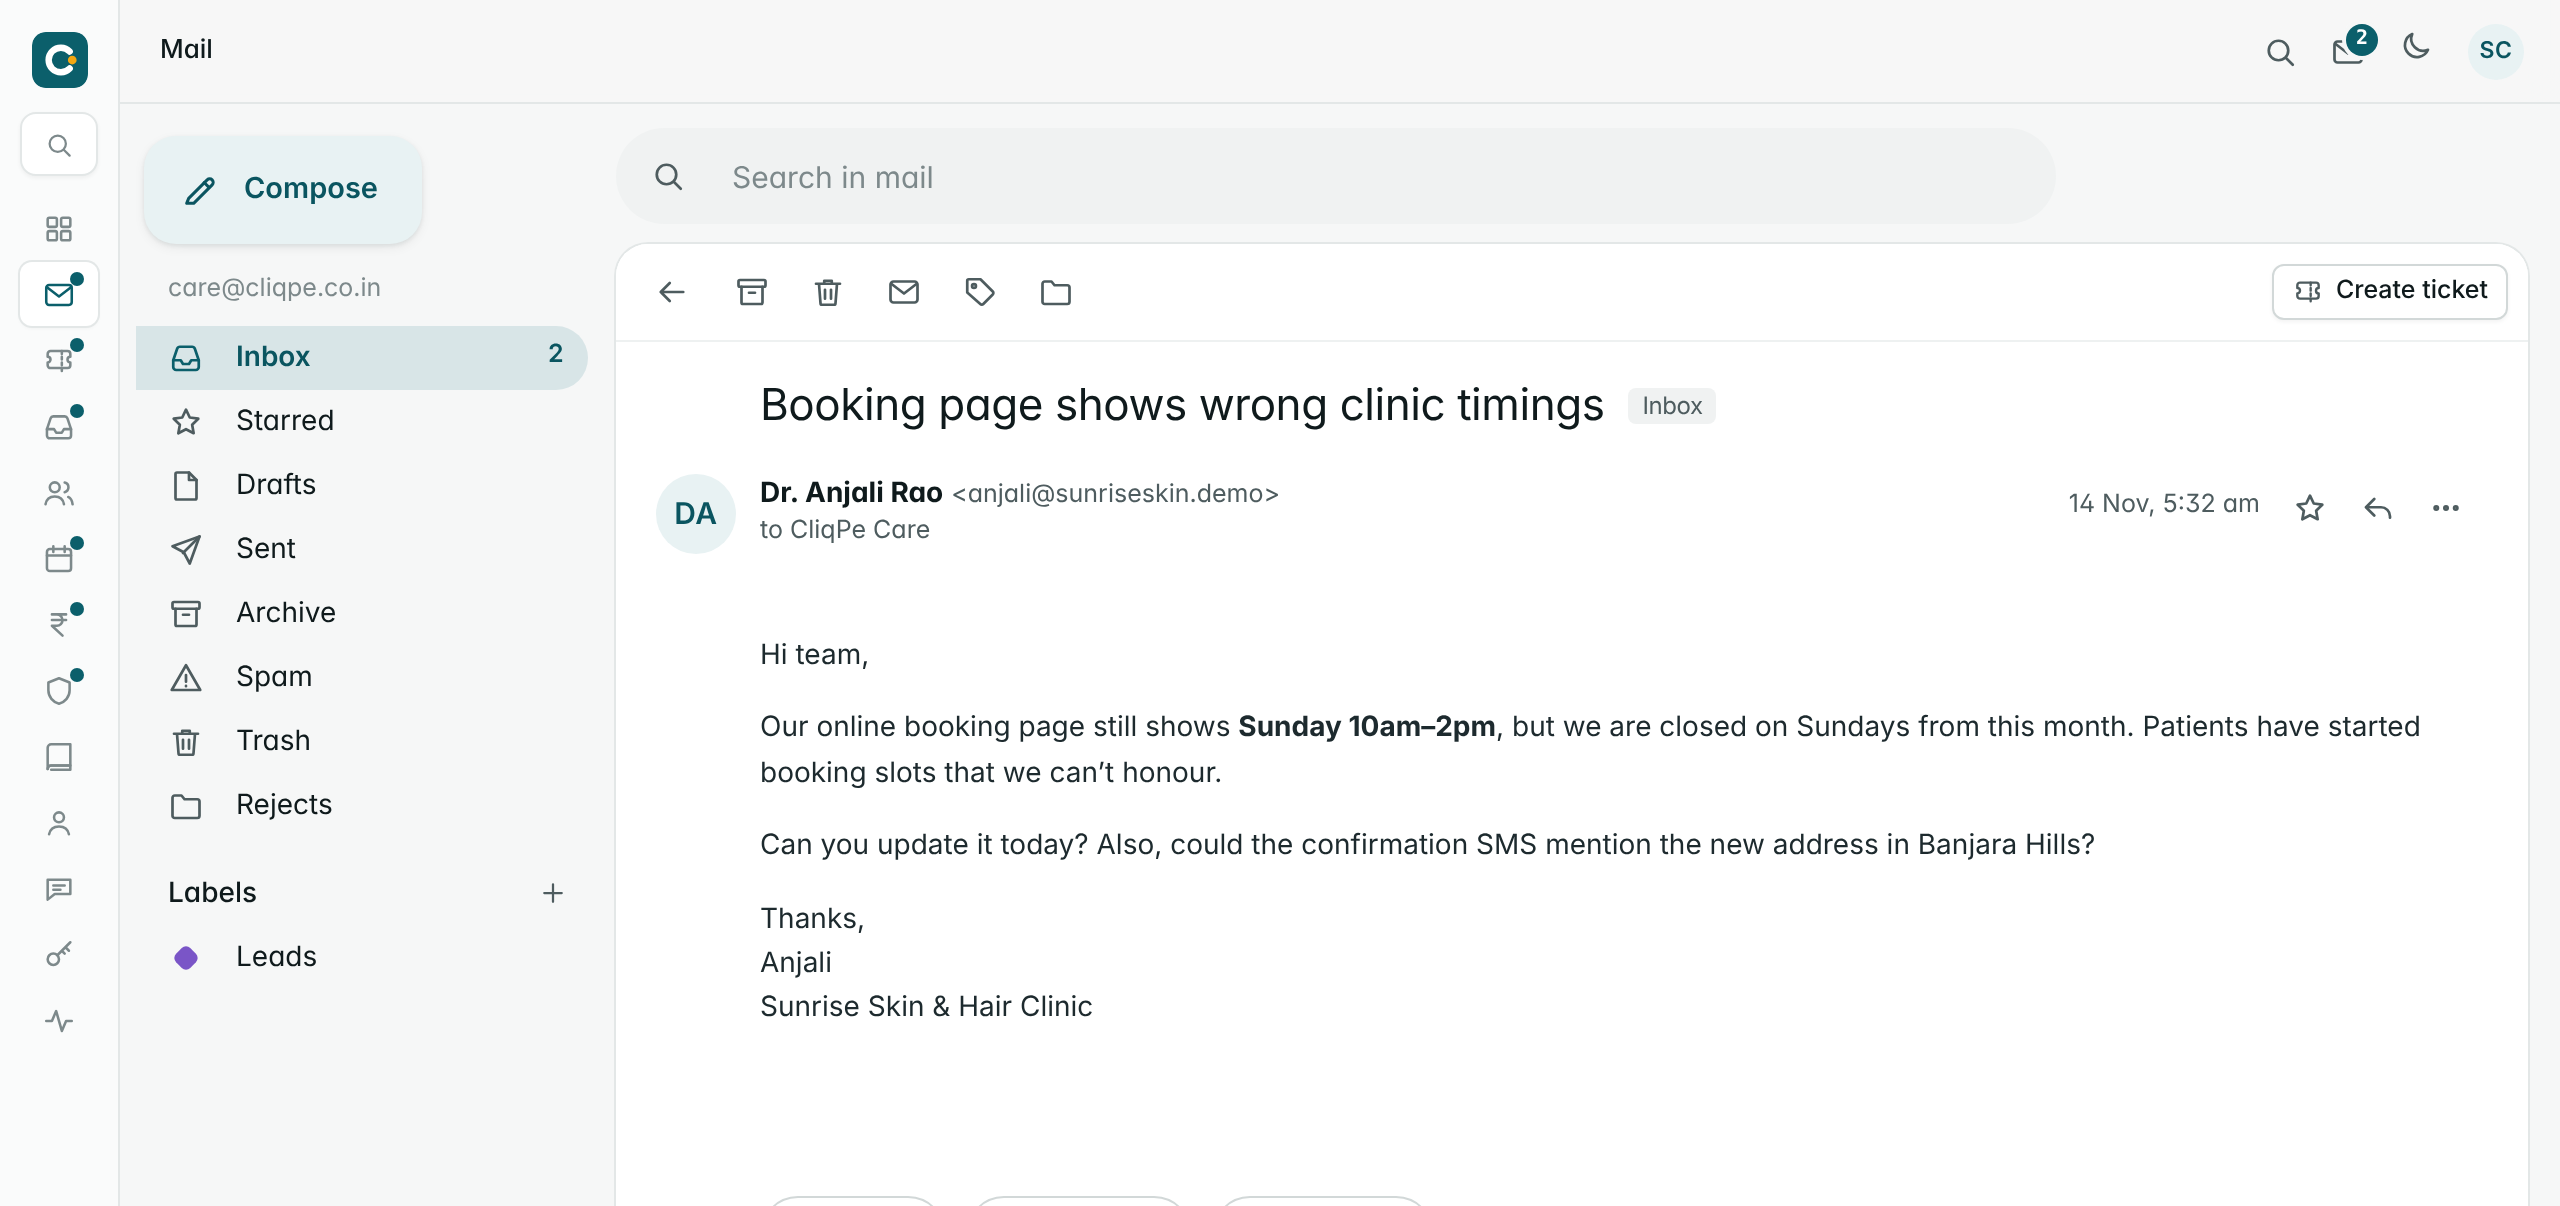 Mail
2
SC
Compose
Search in mail
care@cliqpe.co.in
Inbox 2
Starred
Drafts
Sent
Archive
Spam
Trash
Rejects
Labels
Leads
Create ticket
Booking page shows wrong clinic timings Inbox
DA
Dr. Anjali Rao <anjali@sunriseskin.demo>
to CliqPe Care
14 Nov, 5:32 am
Hi team,
Our online booking page still shows Sunday 10am–2pm, but we are closed on Sundays from this month. Patients have started
booking slots that we can’t honour.
Can you update it today? Also, could the confirmation SMS mention the new address in Banjara Hills?
Thanks,
Anjali
Sunrise Skin & Hair Clinic